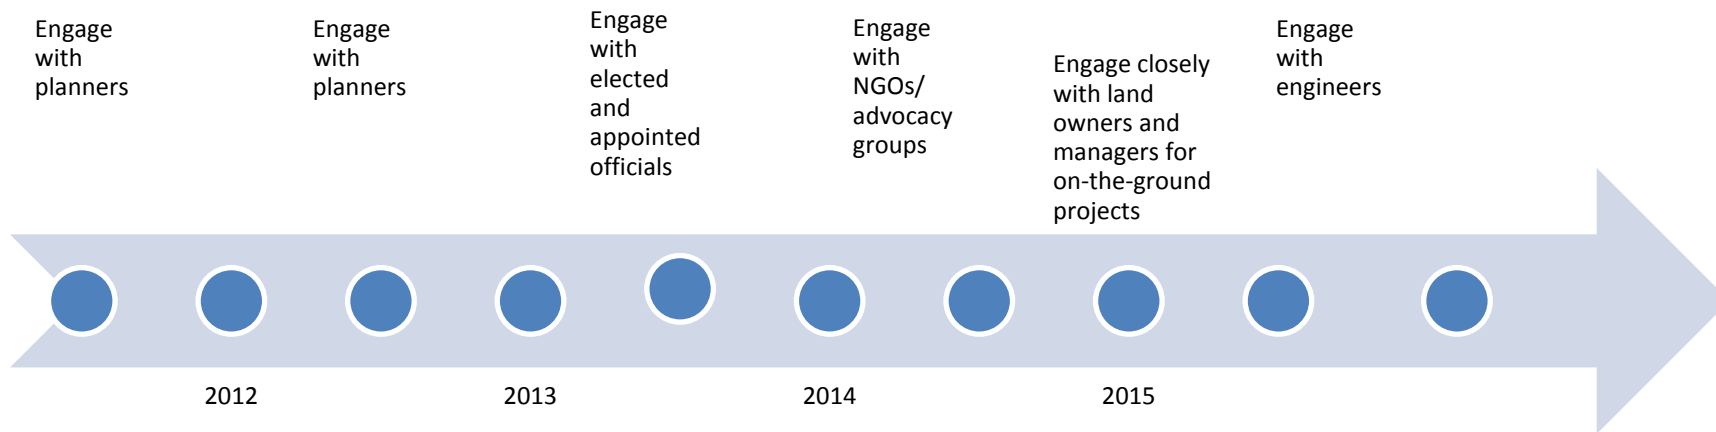 Engage
with
planners
Engage
with
planners
Engage
with
elected
and
appointed
officials
Engage
with
NGOs/
advocacy
groups
Engage closely
with land
owners and
managers for
on-the-ground
projects
Engage
with
engineers
2012
2013
2014
2015